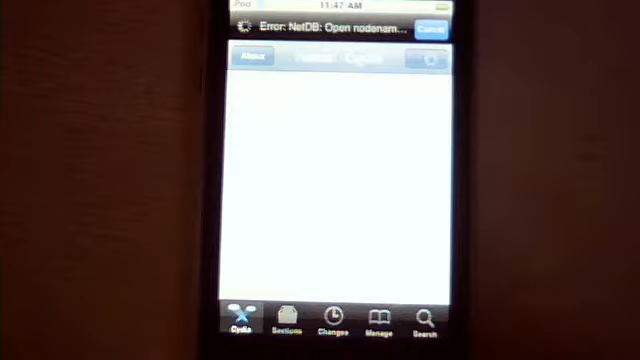 iPod 11:47 AM
Error: NetDB: Open nodenam... Cancel
About
Cydia Sections Changes Manage Search